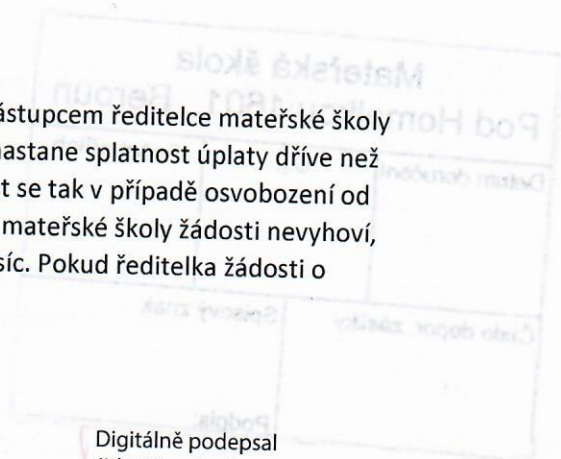 ástupcem ředitelce mateřské školy
nastane splatnost úplaty dříve než
t se tak v případě osvobození od
mateřské školy žádosti nevyhoví,
síc. Pokud ředitelka žádosti o
Digitálně podepsal
Mateřská škola
Pod Homolkou 1601, Beroun
Datum doručení
Číslo dopor. zásilky
Spisový znak
Podpis: